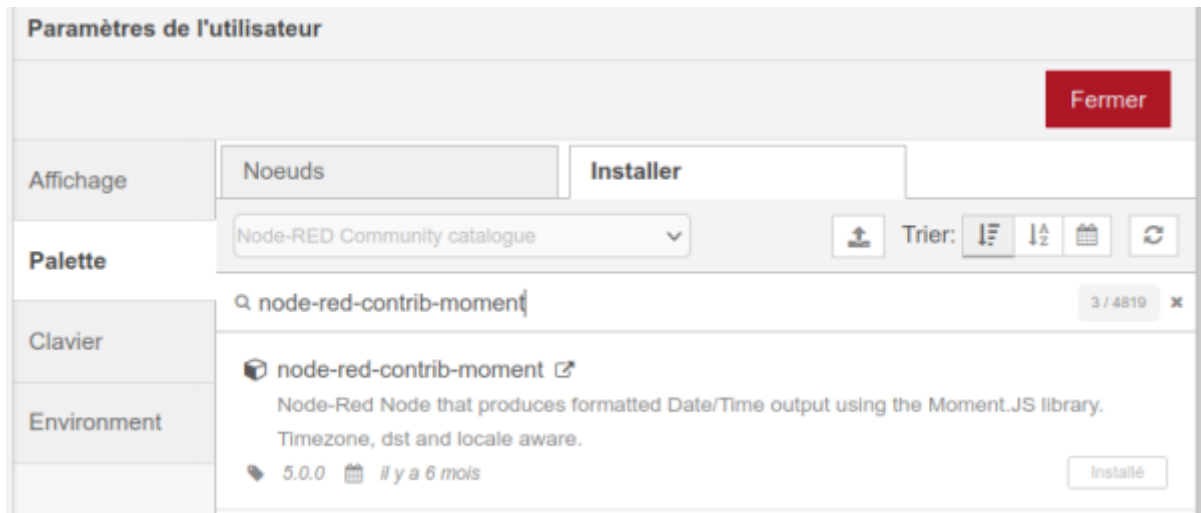 Paramètres de l'utilisateur
Fermer
Affichage
Noeuds
Installer
Node-RED Community catalogue
Trier:
Palette
node-red-contrib-moment
3 / 4819
Clavier
node-red-contrib-moment
Node-Red Node that produces formatted Date/Time output using the Moment.JS library.
Environment
Timezone, dst and locale aware.
5.0.0 il y a 6 mois
Installé